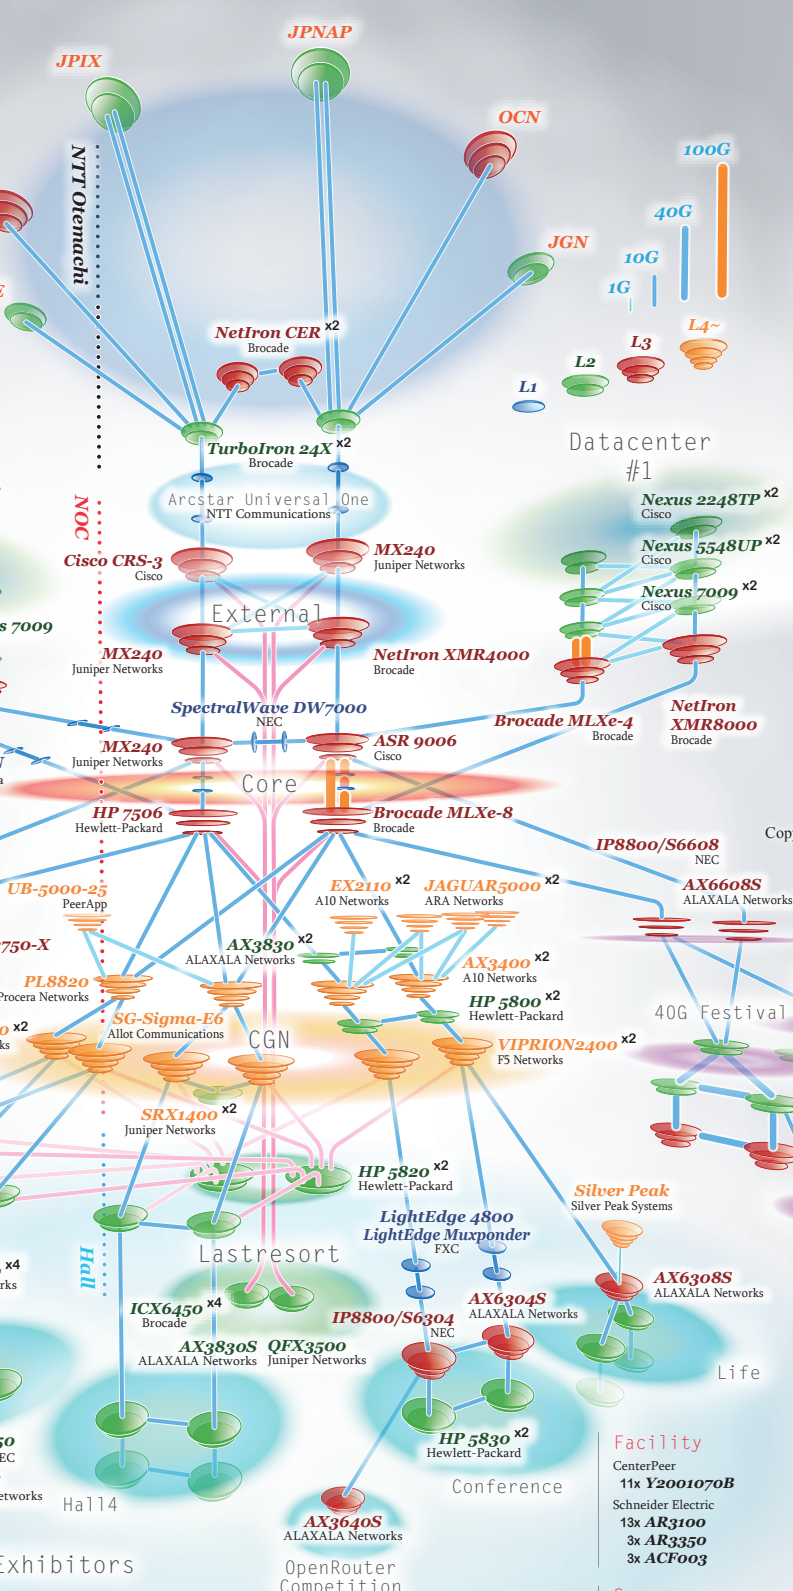 JPNAP
JPIX
OCN
NTT Otemachi
100G
40G
JGN
10G
1G
E
NetIron CER x2
Brocade
L4~
L3
L2
L1
TurboIron 24X x2
Brocade
Datacenter
#1
Arcstar Universal One
NTT Communications
Nexus 2248TP x2
Cisco
NOC
Nexus 5548UP x2
Cisco
Cisco CRS-3
Cisco
MX240
Juniper Networks
Nexus 7009 x2
Cisco
External
s 7009
MX240
Juniper Networks
NetIron XMR4000
Brocade
SpectralWave DW7000
NEC
Brocade MLXe-4
Brocade
NetIron
XMR8000
Brocade
MX240
Juniper Networks
ASR 9006
Cisco
Core
HP 7506
Hewlett-Packard
Brocade MLXe-8
Brocade
Cop
IP8800/S6608
NEC
UB-5000-25
PeerApp
EX2110 x2
A10 Networks
JAGUAR5000 x2
ARA Networks
AX6608S
ALAXALA Networks
3750-X
AX3830 x2
ALAXALA Networks
AX3400 x2
A10 Networks
PL8820
Procera Networks
HP 5800 x2
Hewlett-Packard
40G Festival
SG-Sigma-E6
Allot Communications
0 x2
ks
CGN
VIPRION2400 x2
F5 Networks
SRX1400 x2
Juniper Networks
HP 5820 x2
Hewlett-Packard
Silver Peak
Silver Peak Systems
LightEdge 4800
LightEdge Muxponder
FXC
Lastresort
Hall
x4
rks
AX6308S
ALAXALA Networks
ICX6450 x4
Brocade
AX6304S
ALAXALA Networks
IP8800/S6304
NEC
AX3830S
ALAXALA Networks
QFX3500
Juniper Networks
Life
50
EC
HP 5830 x2
Hewlett-Packard
Facility
CenterPeer
11x Y2001070B
Schneider Electric
13x AR3100
3x AR3350
3x ACF003
Conference
etworks
Hall4
AX3640S
ALAXALA Networks
Exhibitors
OpenRouter
Competition